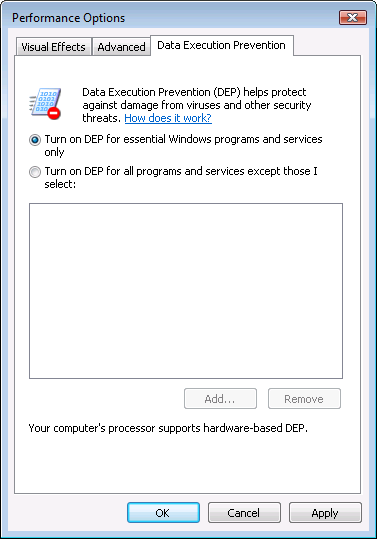 Performance Options
Visual Effects Advanced Data Execution Prevention
Data Execution Prevention (DEP) helps protect
against damage from viruses and other security
threats. How does it work?
Turn on DEP for essential Windows programs and services
only
Turn on DEP for all programs and services except those I
select:
Add... Remove
Your computer's processor supports hardware-based DEP.
OK Cancel Apply